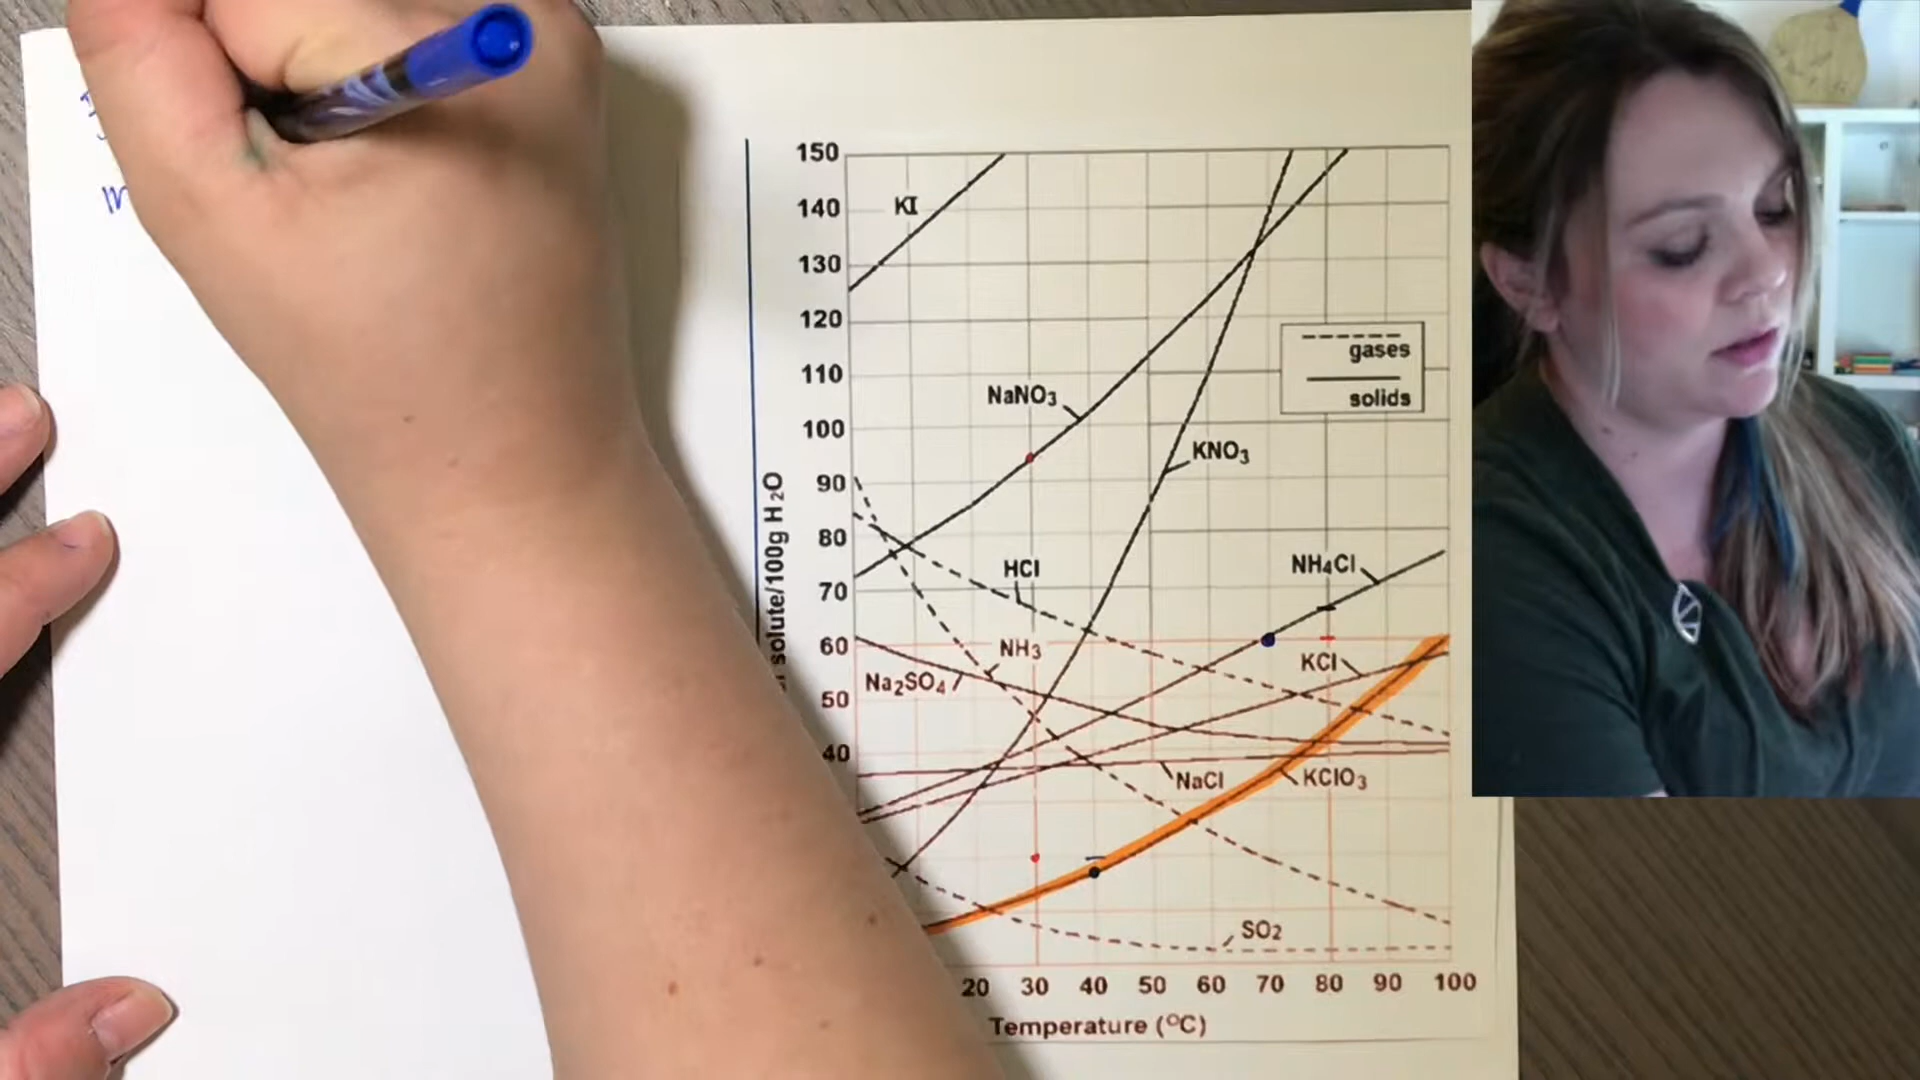 150
KI
140
130
120
gases
110
solids
NaNO3
100
KNO3
90
80
HCl
NH4Cl
70
60
NH3
KCl
Na2SO4
50
40
NaCl
KClO3
SO2
solute/100g H2O
20 30 40 50 60 70 80 90 100
Temperature (°C)